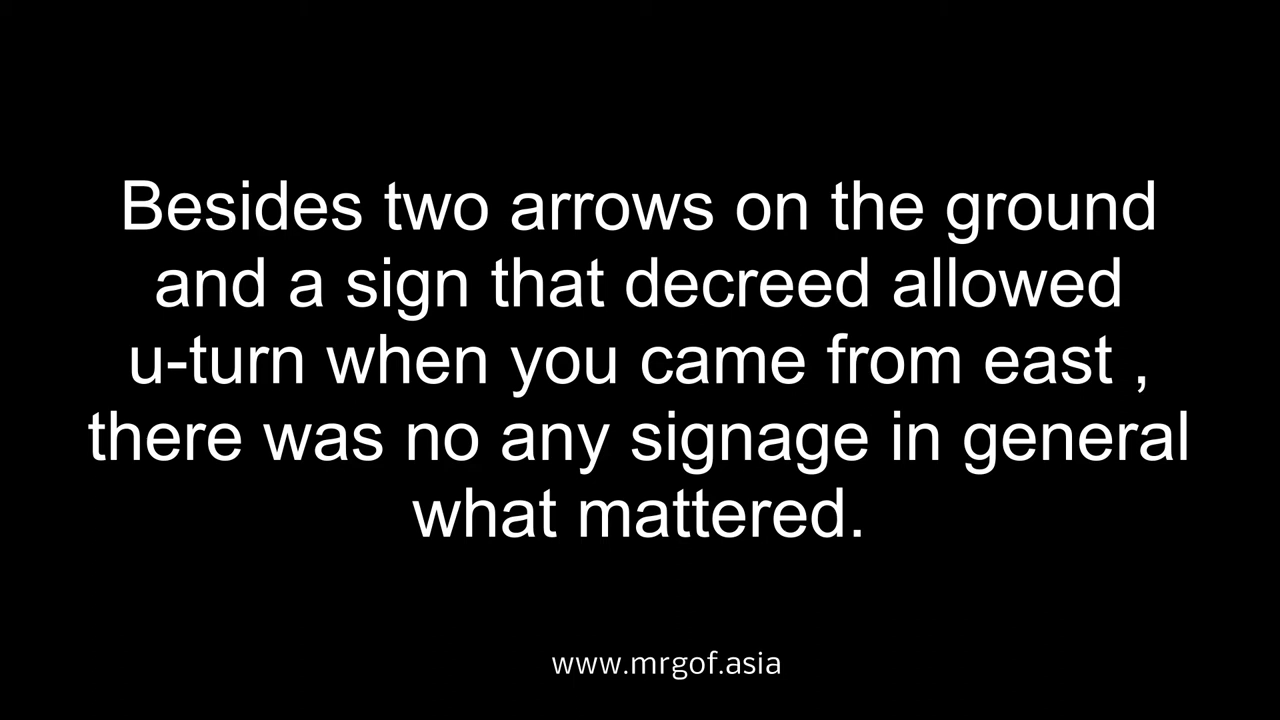 Besides two arrows on the ground
and a sign that decreed allowed
u-turn when you came from east ,
there was no any signage in general
what mattered.
www.mrgof.asia